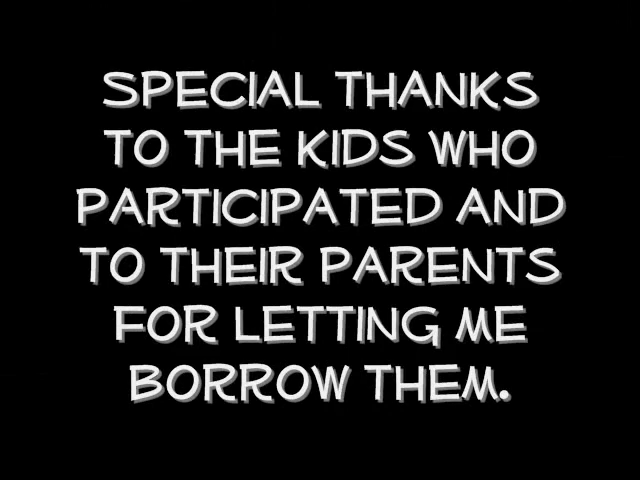 SPECIAL THANKS
TO THE KIDS WHO
PARTICIPATED AND
TO THEIR PARENTS
FOR LETTING ME
BORROW THEM.